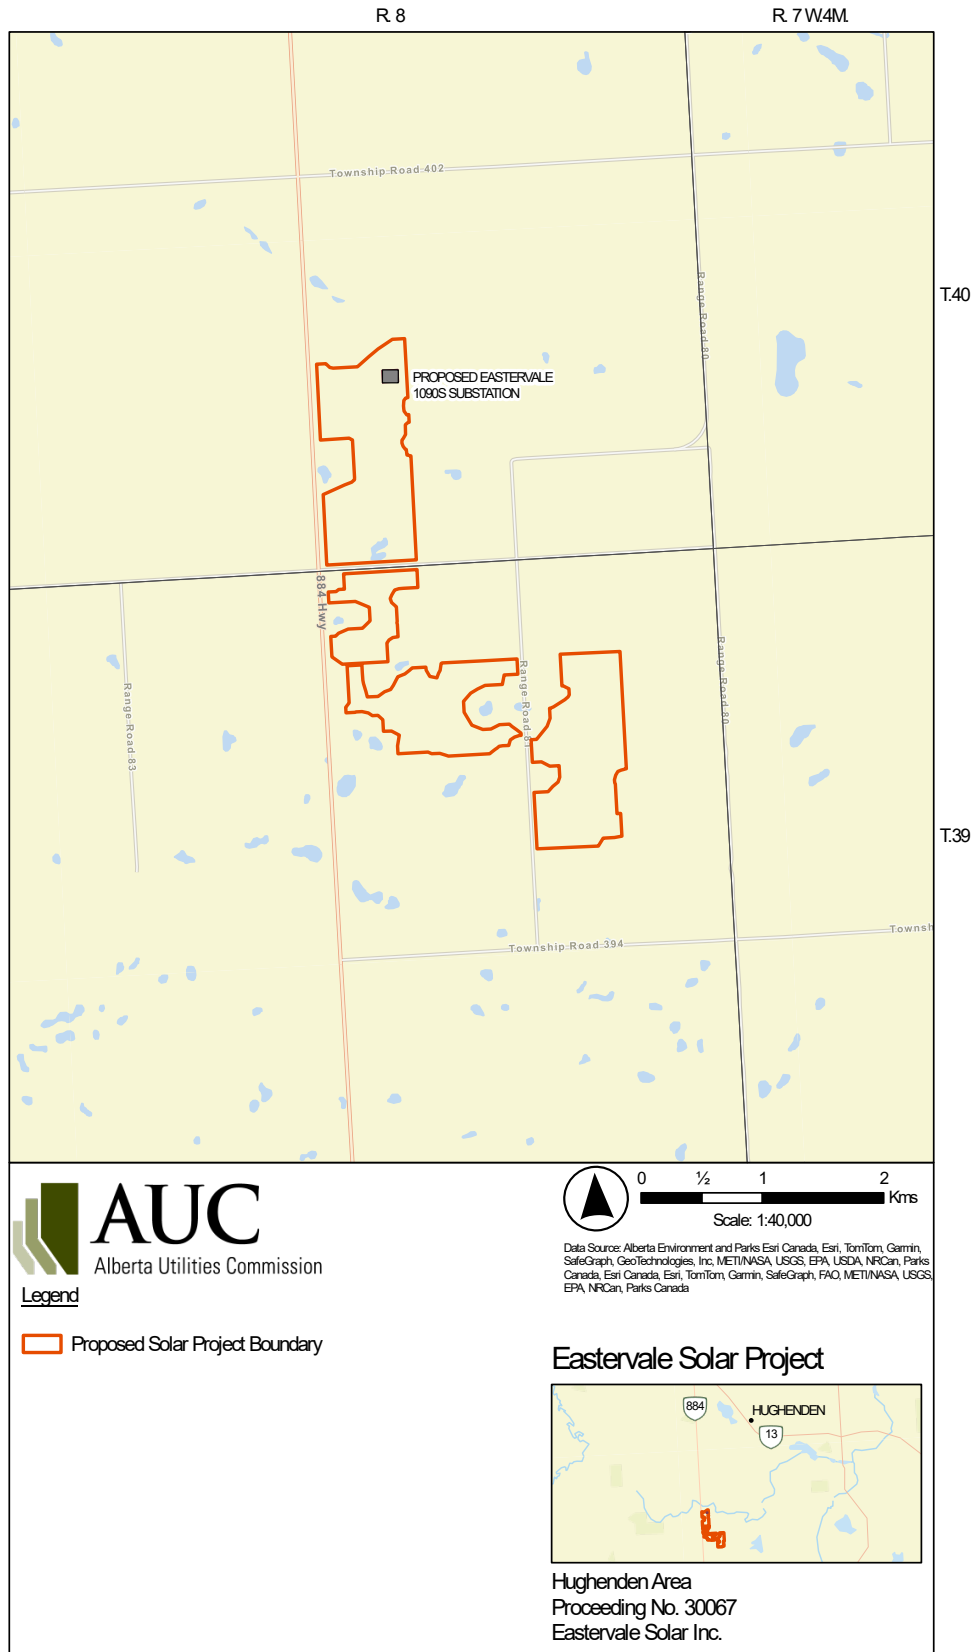 R. 8
R. 7 W.4M.
Township Road 402
T.40
Range Road 80
PROPOSED EASTERVALE
1090S SUBSTATION
884 Hwy
Range Road 83
Range Road 81
Range Road 80
T.39
Township Road 394
Townsh
AUC
Alberta Utilities Commission
0 ½ 1 2
Kms
Scale: 1:40,000
Data Source: Alberta Environment and Parks Esri Canada, Esri, TomTom, Garmin,
SafeGraph, GeoTechnologies, Inc, METI/NASA, USGS, EPA, USDA, NRCan, Parks
Canada, Esri Canada, Esri, TomTom, Garmin, SafeGraph, FAO, METI/NASA, USGS,
EPA, NRCan, Parks Canada
Legend
Proposed Solar Project Boundary
Eastervale Solar Project
884
HUGHENDEN
13
Hughenden Area
Proceeding No. 30067
Eastervale Solar Inc.